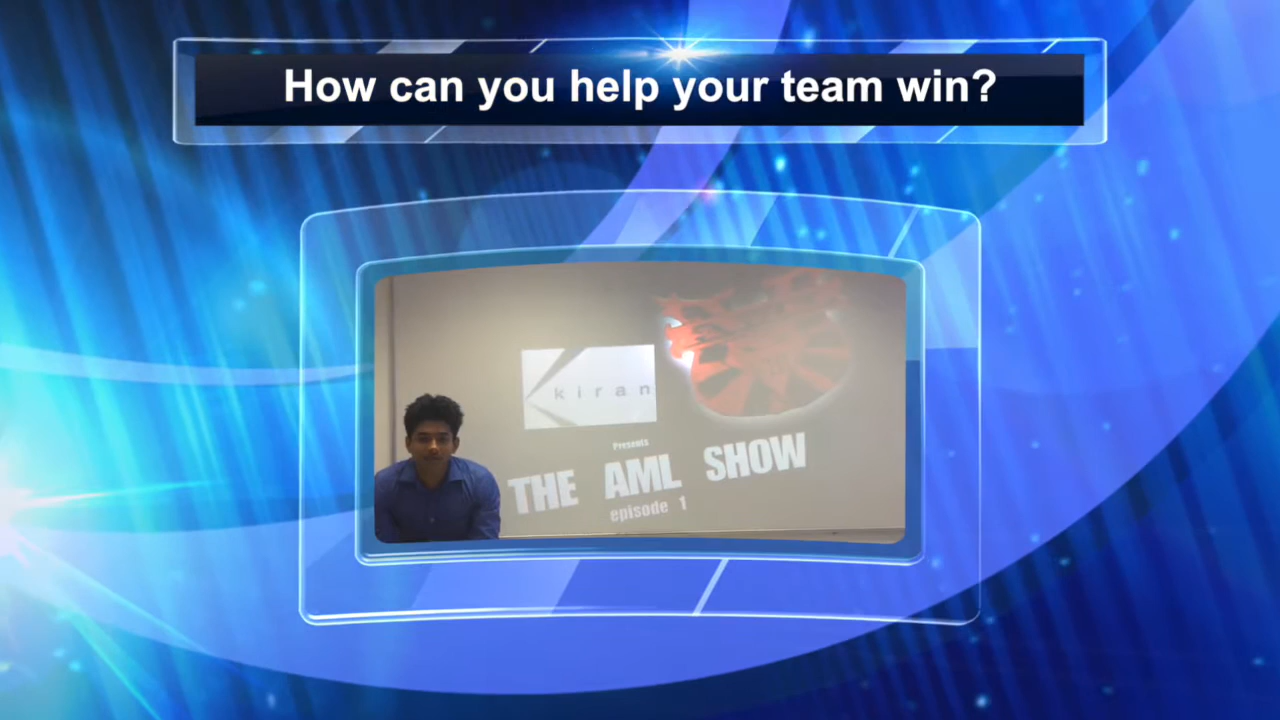 How can you help your team win?
kiran
Presents
THE AML SHOW
episode 1